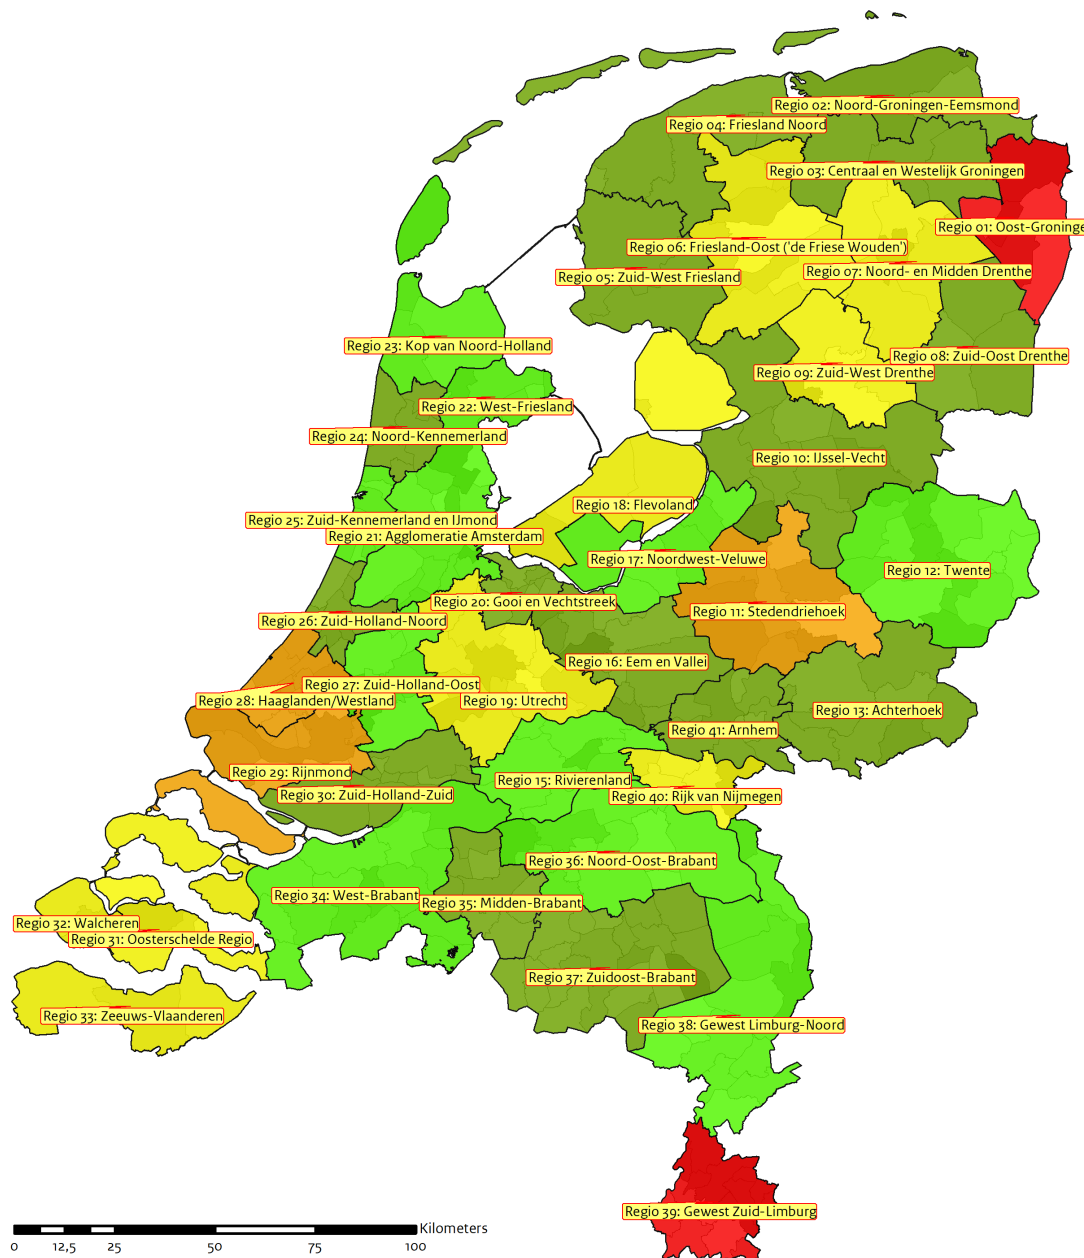 Regio 02: Noord-Groningen-Eemsmond
Regio 04: Friesland Noord
Regio 03: Centraal en Westelijk Groningen
Regio 01: Oost-Groninge
Regio 06: Friesland-Oost ('de Friese Wouden')
Regio 07: Noord- en Midden Drenthe
Regio 05: Zuid-West Friesland
Regio 23: Kop van Noord-Holland
Regio 08: Zuid-Oost Drenthe
Regio 09: Zuid-West Drenthe
Regio 22: West-Friesland
Regio 24: Noord-Kennemerland
Regio 10: IJssel-Vecht
Regio 18: Flevoland
Regio 25: Zuid-Kennemerland en IJmond
Regio 21: Agglomeratie Amsterdam
Regio 17: Noordwest-Veluwe
Regio 12: Twente
Regio 20: Gooi en Vechtstreek
Regio 11: Stedendriehoek
Regio 26: Zuid-Holland-Noord
Regio 16: Eem en Vallei
Regio 27: Zuid-Holland-Oost
Regio 28: Haaglanden/Westland
Regio 19: Utrecht
Regio 13: Achterhoek
Regio 41: Arnhem
Regio 29: Rijnmond
Regio 15: Rivierenland
Regio 30: Zuid-Holland-Zuid
Regio 40: Rijk van Nijmegen
Regio 36: Noord-Oost-Brabant
Regio 34: West-Brabant
Regio 35: Midden-Brabant
Regio 32: Walcheren
Regio 31: Oosterschelde Regio
Regio 37: Zuidoost-Brabant
Regio 33: Zeeuws-Vlaanderen
Regio 38: Gewest Limburg-Noord
Regio 39: Gewest Zuid-Limburg
Kilometers
0 12,5 25 50 75 100